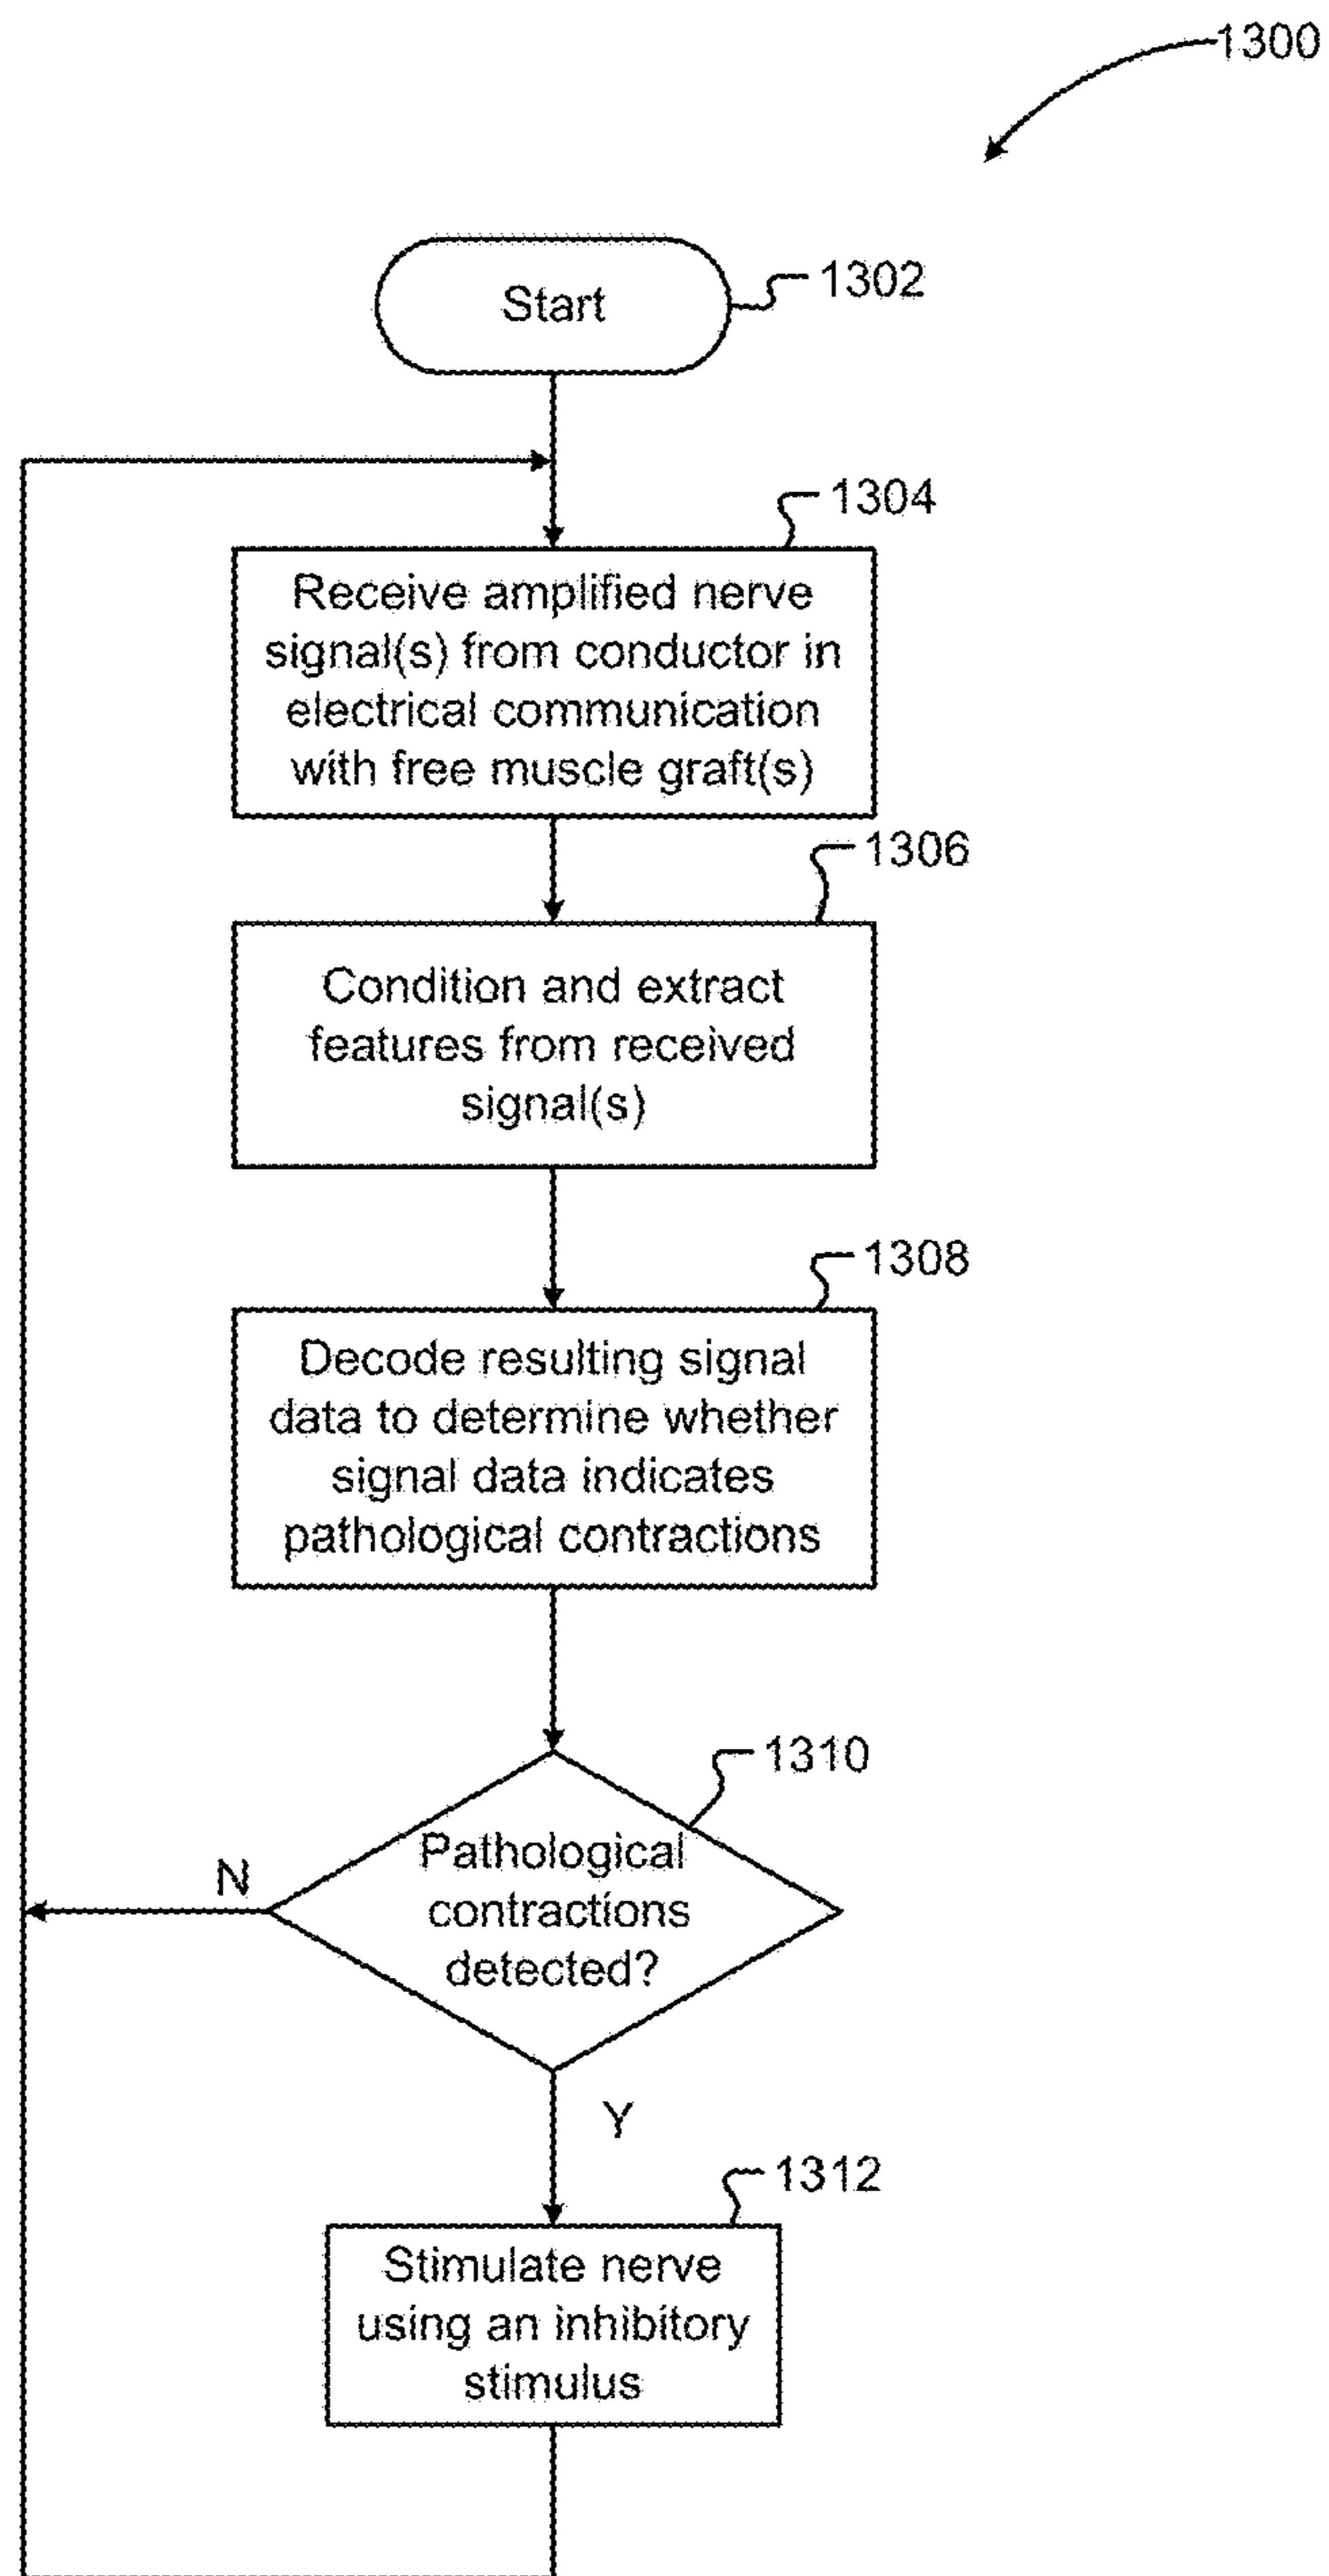 1300
Start
1302
1304
Receive amplified nerve
signal(s) from conductor in
electrical communication
with free muscle graft(s)
1306
Condition and extract
features from received
signal(s)
1308
Decode resulting signal
data to determine whether
signal data indicates
pathological contractions
1310
Pathological
contractions
detected?
N
Y
1312
Stimulate nerve
using an inhibitory
stimulus